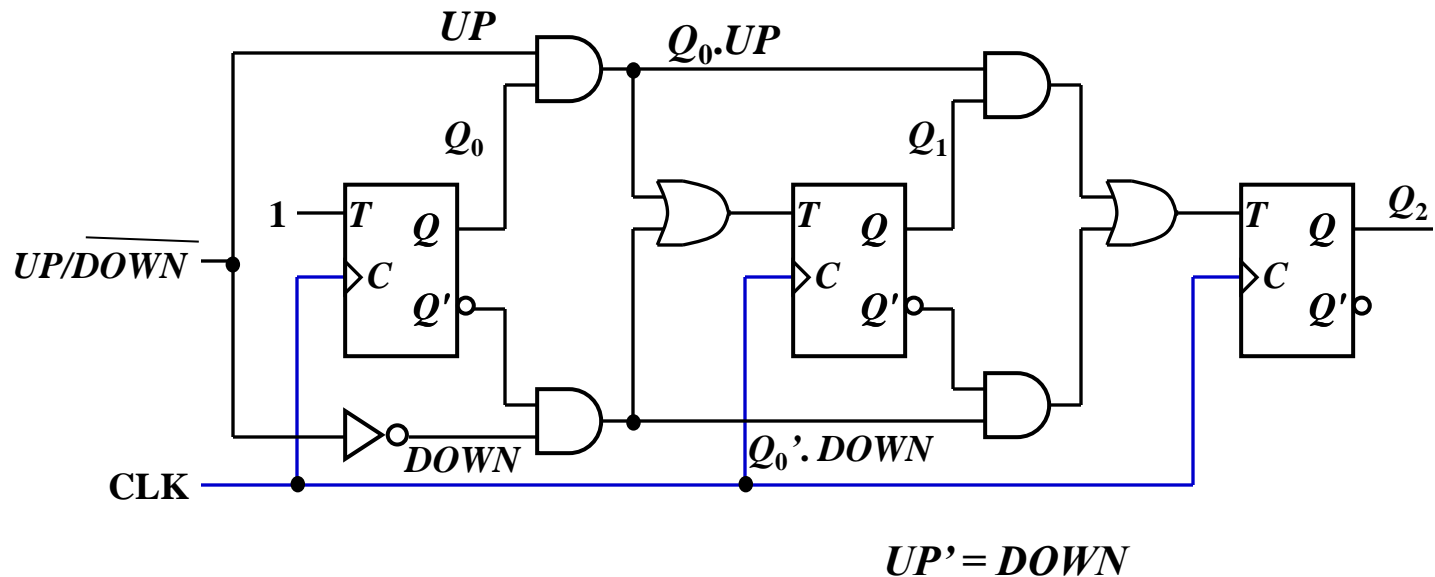 UP
Q0.UP
Q0
Q1
1
T
Q
T
Q
T
Q
Q2
UP/DOWN
C
Q'
C
Q'
C
Q'
DOWN
Q0’. DOWN
CLK
UP’ = DOWN